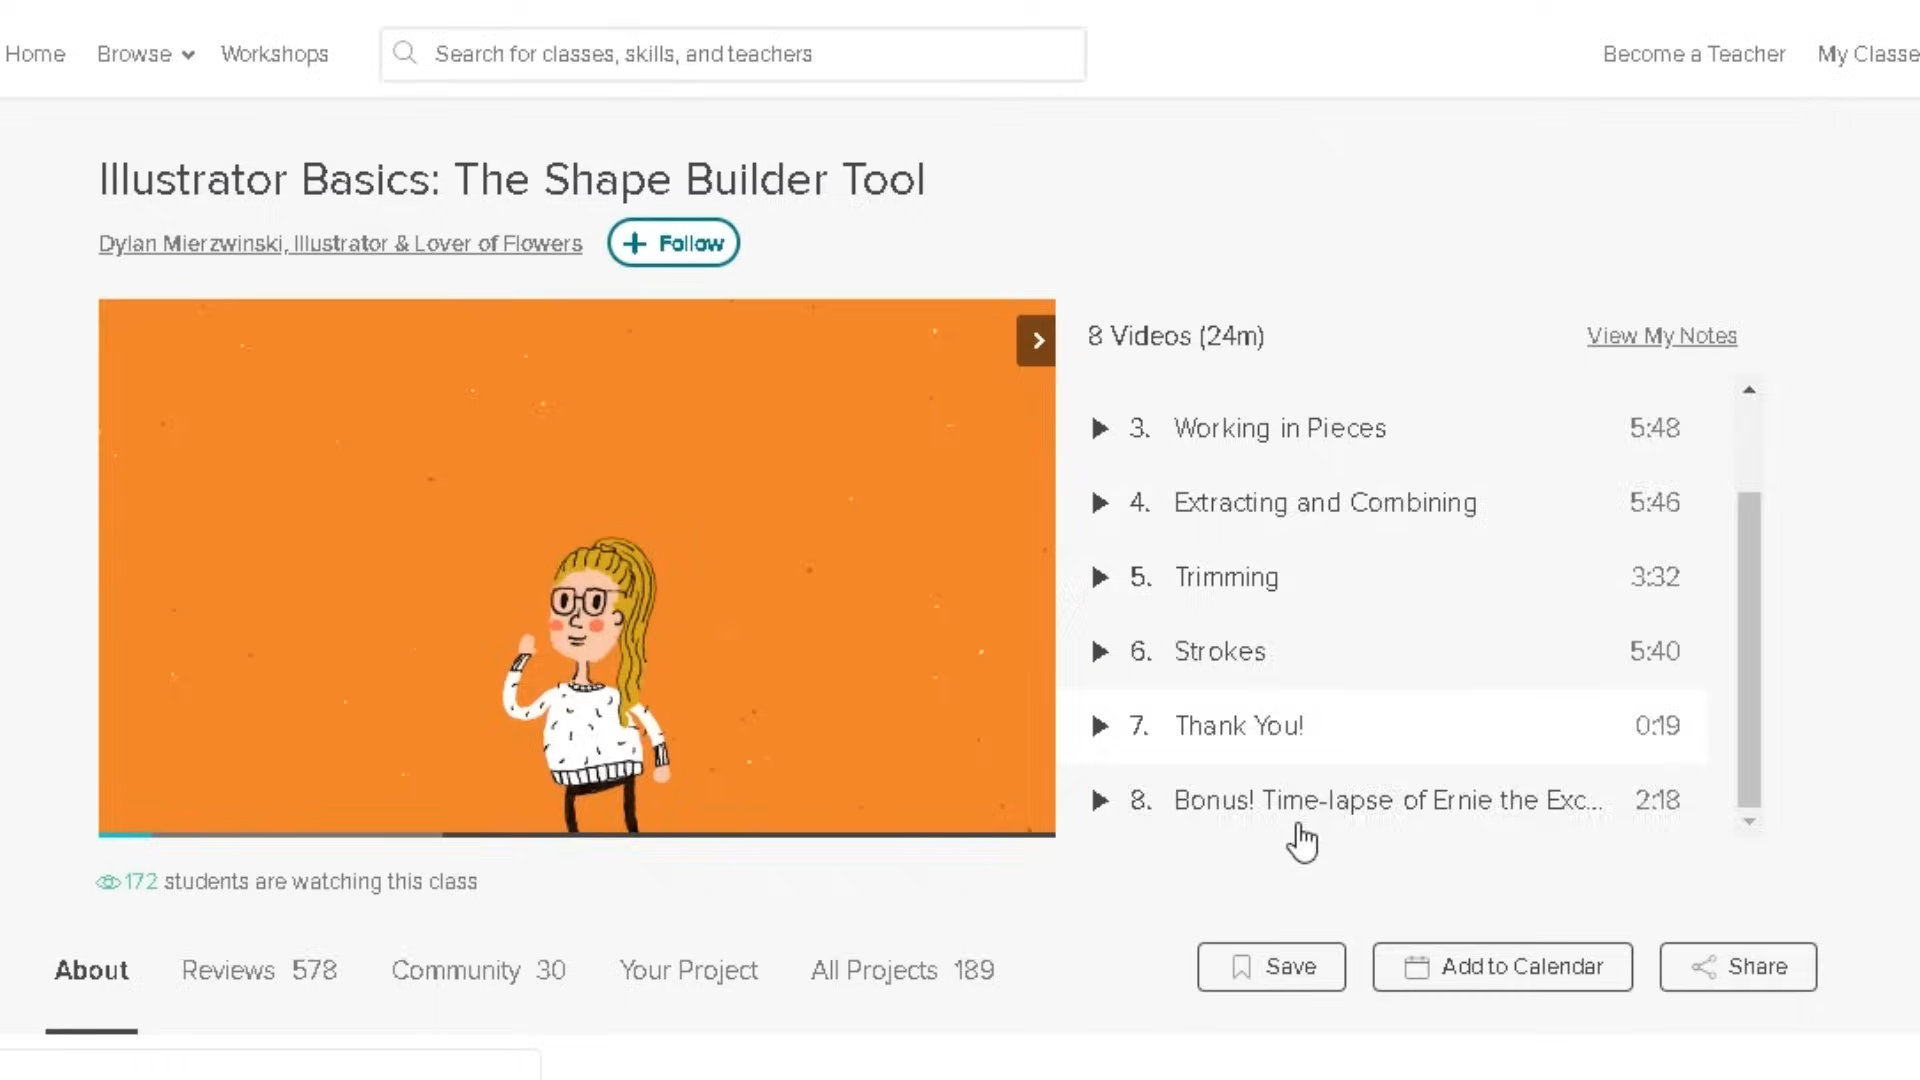 Home Browse Workshops Search for classes, skills, and teachers Become a Teacher My Classe
Illustrator Basics: The Shape Builder Tool
Dylan Mierzwinski, Illustrator & Lover of Flowers + Follow
8 Videos (24m) View My Notes
3. Working in Pieces 5:48
4. Extracting and Combining 5:46
5. Trimming 3:32
6. Strokes 5:40
7. Thank You! 0:19
8. Bonus! Time-lapse of Ernie the Exc... 2:18
172 students are watching this class
About Reviews 578 Community 30 Your Project All Projects 189 Save Add to Calendar Share